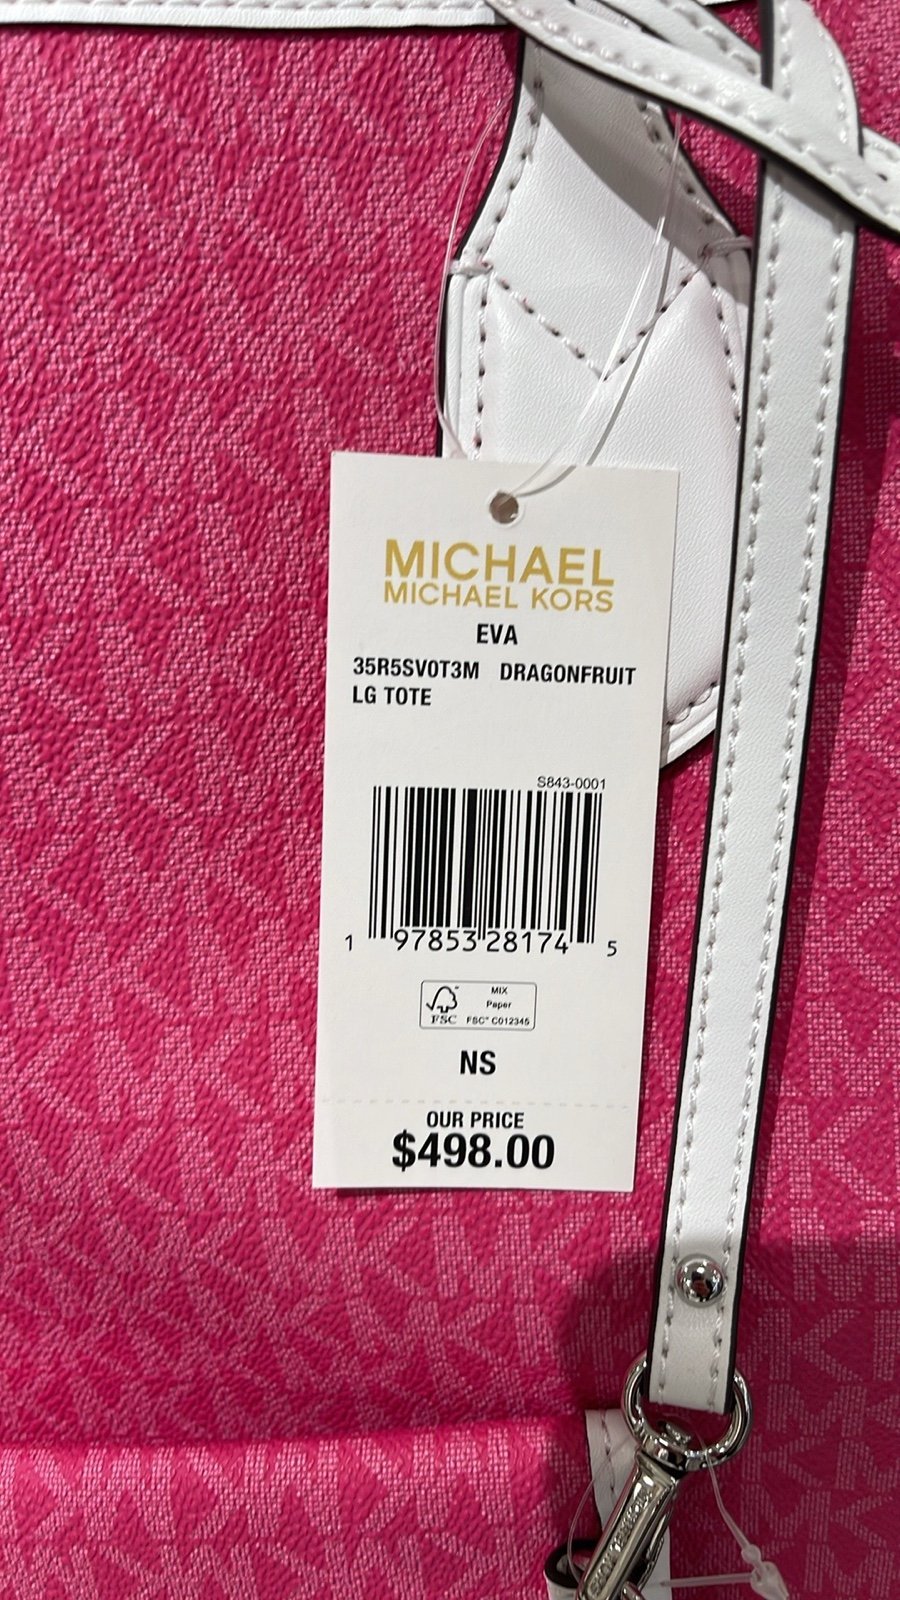 MICHAEL
MICHAEL KORS
EVA
35R5SV0T3M DRAGONFRUIT
LG TOTE
S843-0001
1 97853 28174 5
MIX
Paper
FSC FSC™ C012345
NS
OUR PRICE
$498.00